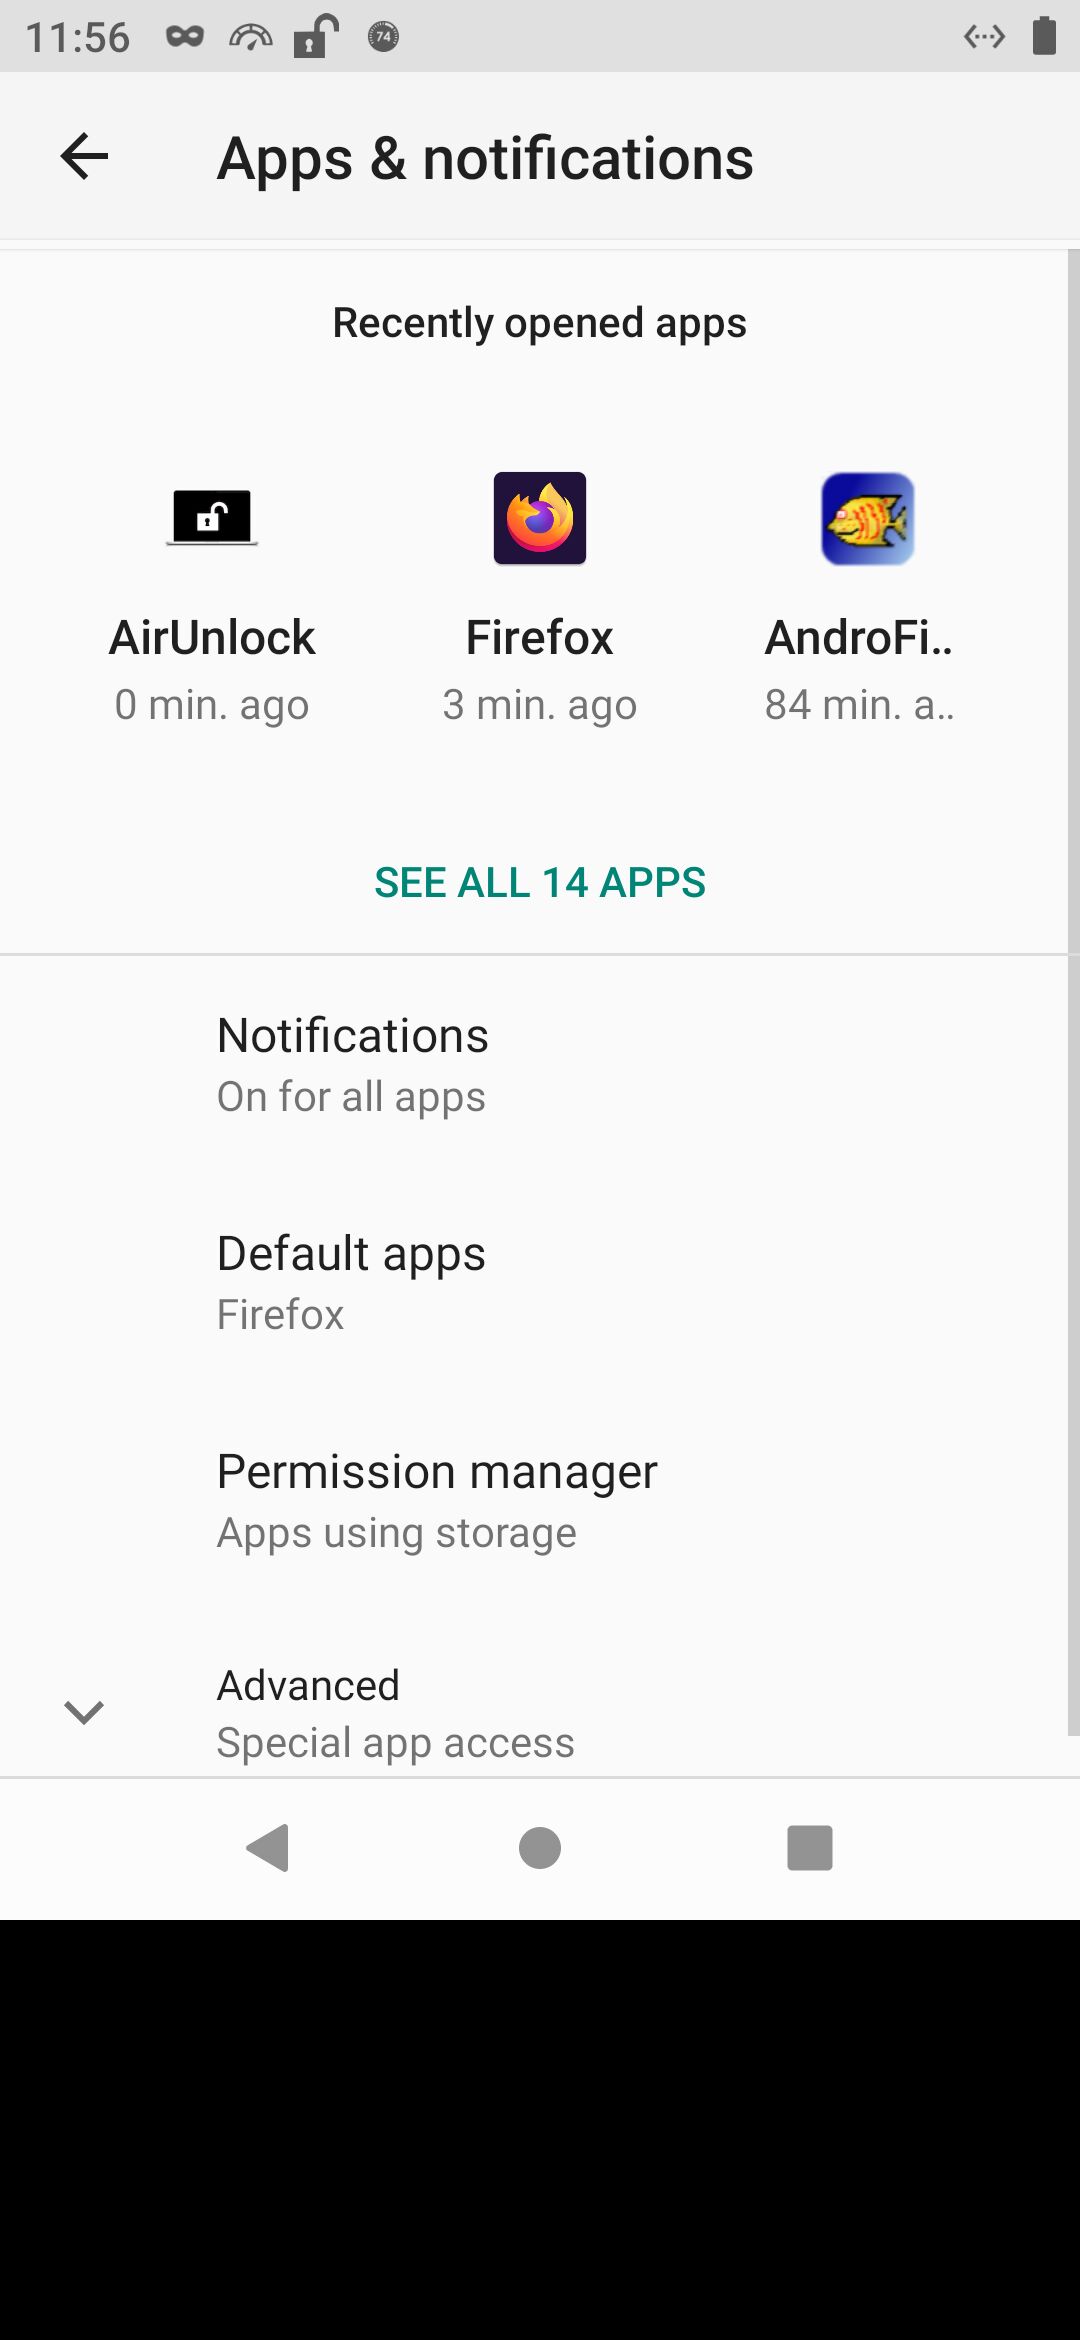 11:56 74
Apps & notifications
Recently opened apps
AirUnlock Firefox AndroFi..
0 min. ago 3 min. ago 84 min. a..
SEE ALL 14 APPS
Notifications
On for all apps
Default apps
Firefox
Permission manager
Apps using storage
Advanced
Special app access